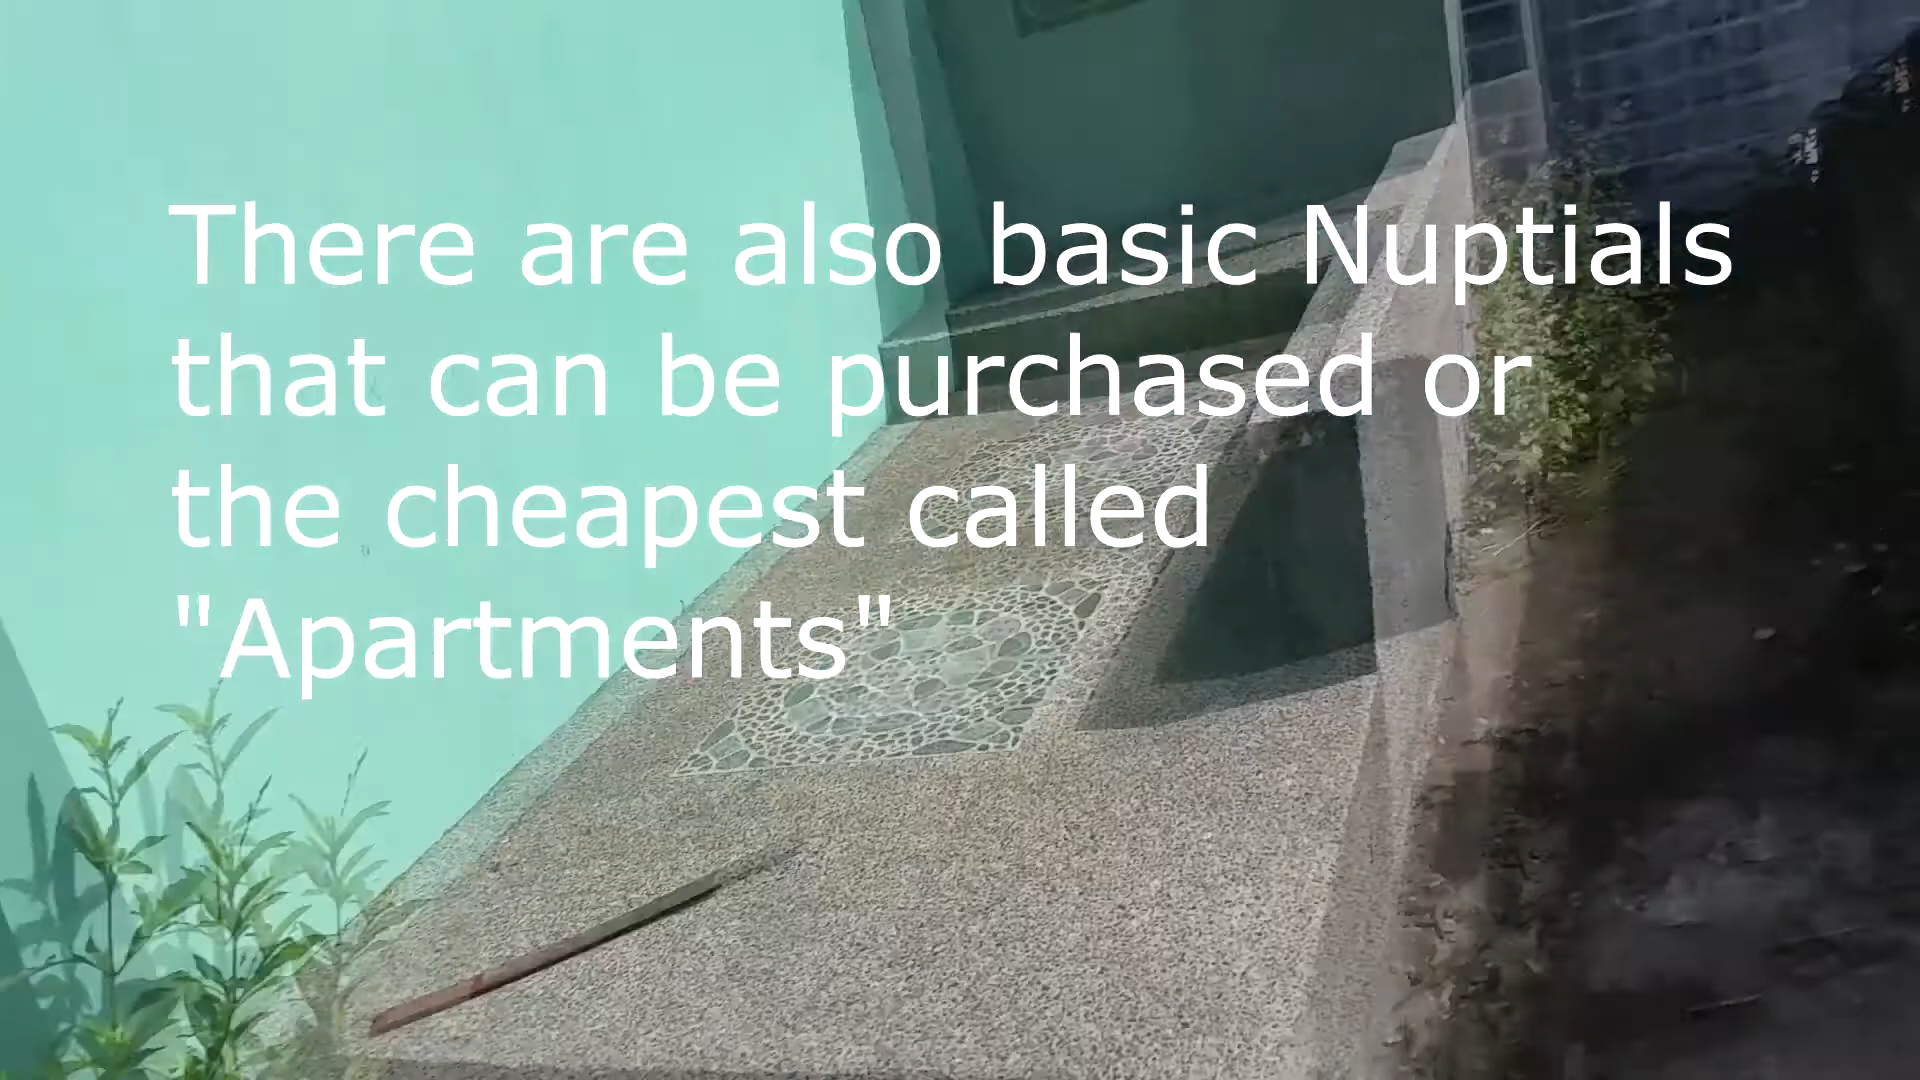 There are also basic Nuptials
that can be purchased or
the cheapest called
"Apartments"